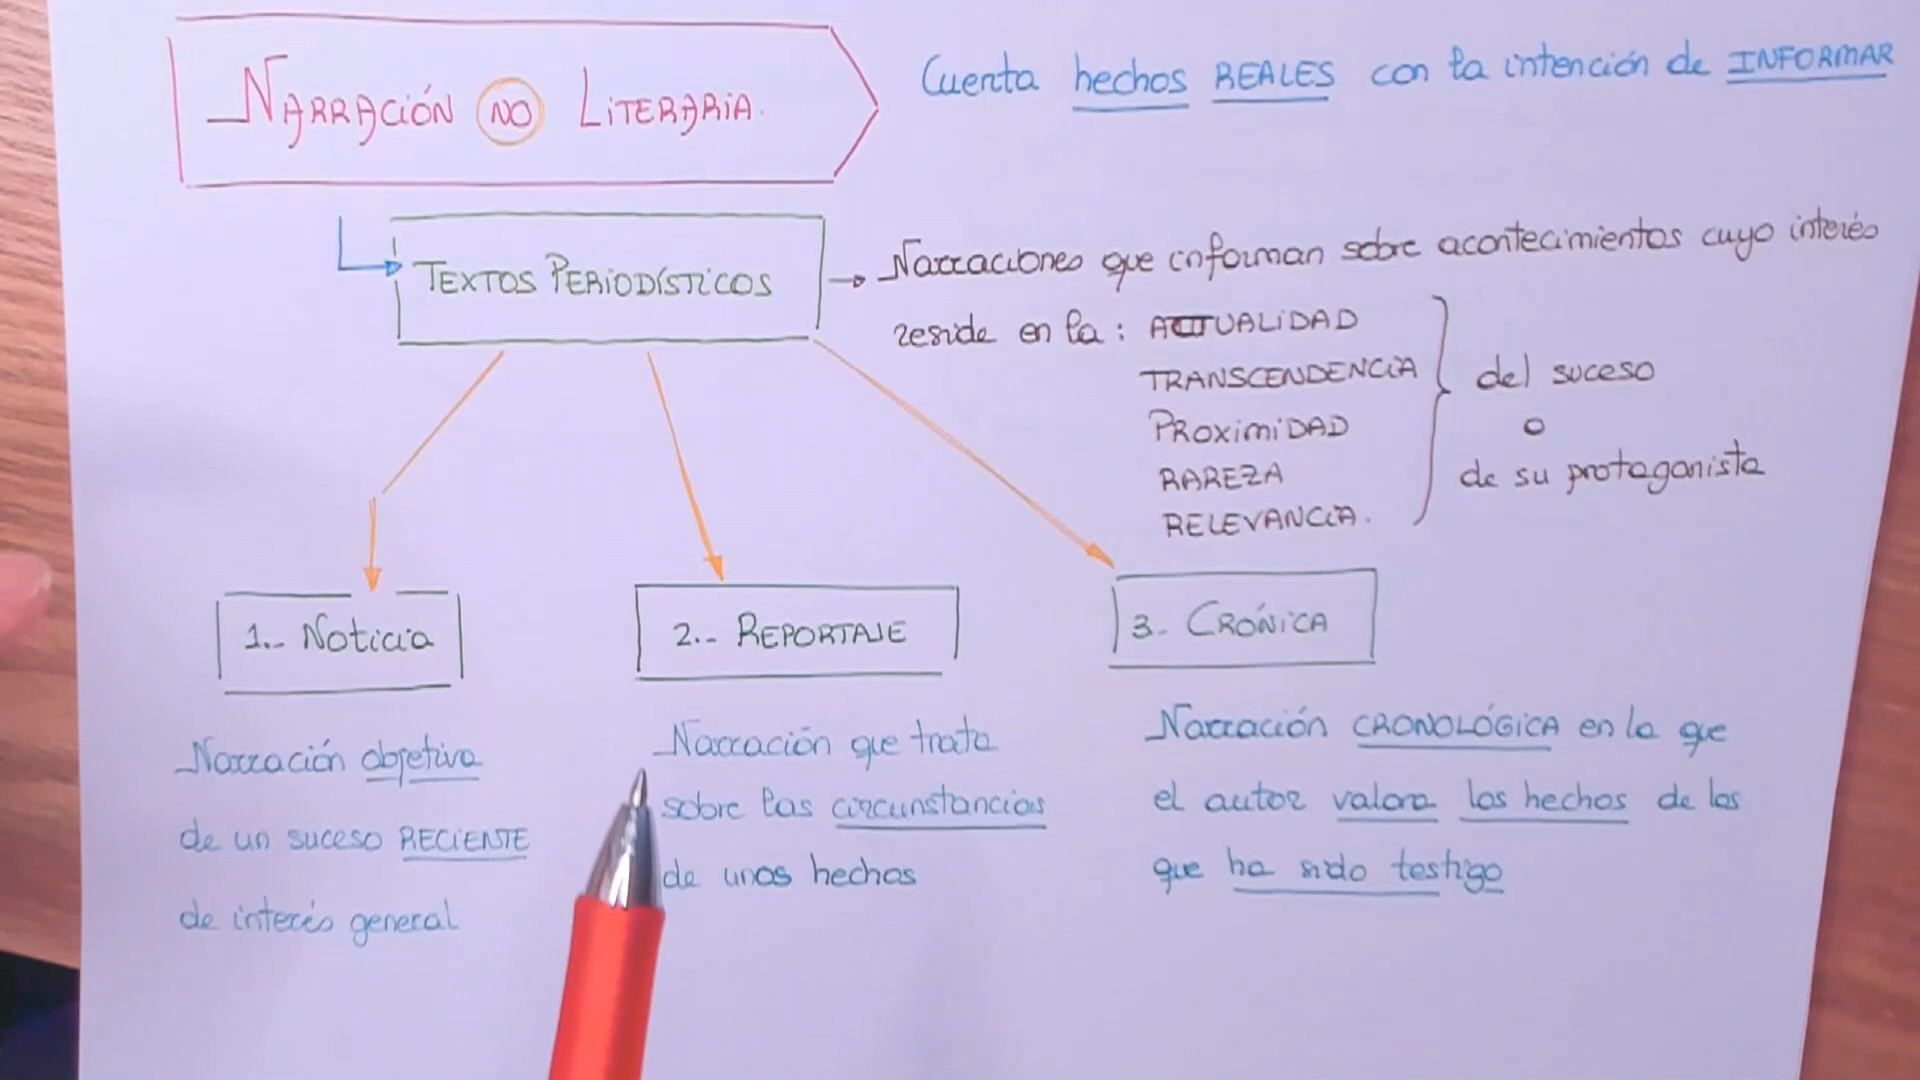 NARRACIÓN NO LITERARIA.
Cuenta hechos REALES con la intención de INFORMAR
TEXTOS PERIODÍSTICOS
Narraciones que informan sobre acontecimientos cuyo interés
reside en la: ACTUALIDAD
TRANSCENDENCIA
PROXIMIDAD
RAREZA
RELEVANCIA.
del suceso
o
de su protagonista
1.- Noticia
Narración objetiva
de un suceso RECIENTE
de interés general
2.- REPORTAJE
Narración que trata
sobre las circunstancias
de unos hechos
3.- CRÓNICA
Narración CRONOLÓGICA en la que
el autor valora los hechos de los
que ha sido testigo